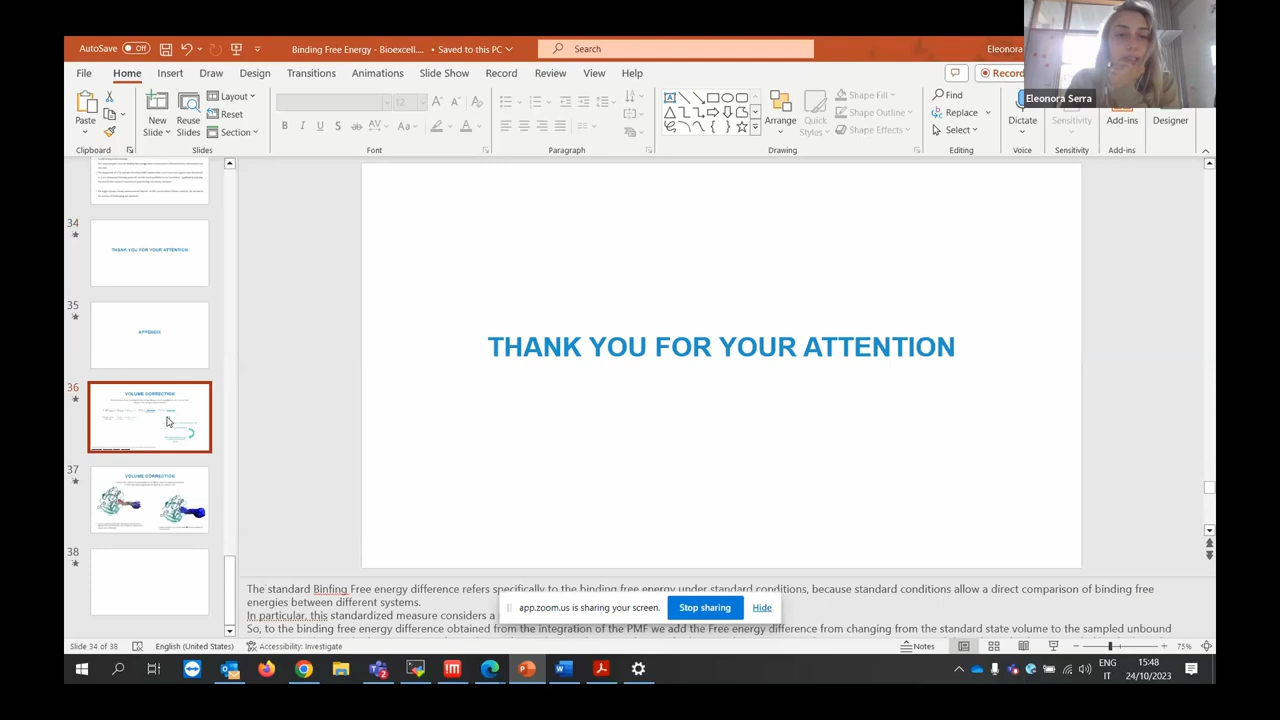 AutoSave Off Binding Free Energy - Bioexcell.... • Saved to this PC Search Eleonora
File Home Insert Draw Design Transitions Animations Slide Show Record Review View Help Record
Eleonora Serra
Paste New Slide Reuse Slides Layout Reset Section 12 Arrange Quick Styles Shape Fill Shape Outline Shape Effects Find Replace Select Dictate Sensitivity Add-ins Designer
Clipboard Slides Font Paragraph Drawing Editing Voice Sensitivity Add-ins
34
THANK YOU FOR YOUR ATTENTION
35
APPENDIX
36
VOLUME CORRECTION
37
VOLUME CORRECTION
38
THANK YOU FOR YOUR ATTENTION
The standard Binfing Free energy difference refers specifically to the binding free energy under standard conditions, because standard conditions allow a direct comparison of binding free
energies between different systems.
In particular, this standardized measure considers a
So, to the binding free energy difference obtained from the integration of the PMF we add the Free energy difference from changing from the standard state volume to the sampled unbound
app.zoom.us is sharing your screen. Stop sharing Hide
Slide 34 of 38 English (United States) Accessibility: Investigate Notes 75%
ENG
IT
15:48
24/10/2023